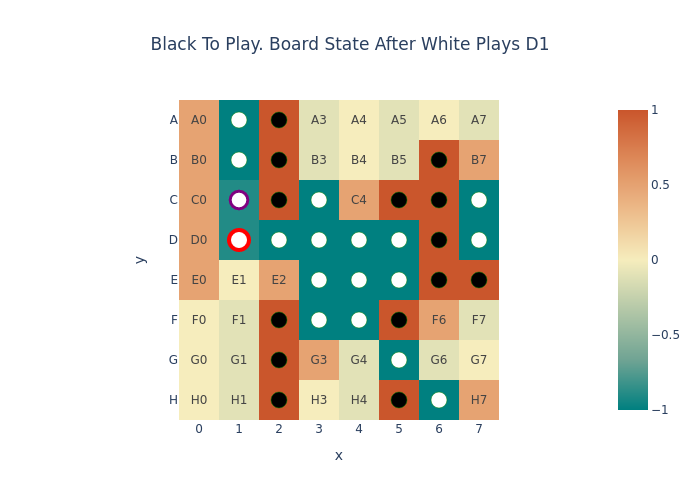 Black To Play. Board State After White Plays D1
A A0 A3 A4 A5 A6 A7
B B0 B3 B4 B5 B7
C C0 C4
D D0
E E0 E1 E2
F F0 F1 F6 F7
G G0 G1 G3 G4 G6 G7
H H0 H1 H3 H4 H7
0 1 2 3 4 5 6 7
x
y
1
0.5
0
−0.5
−1